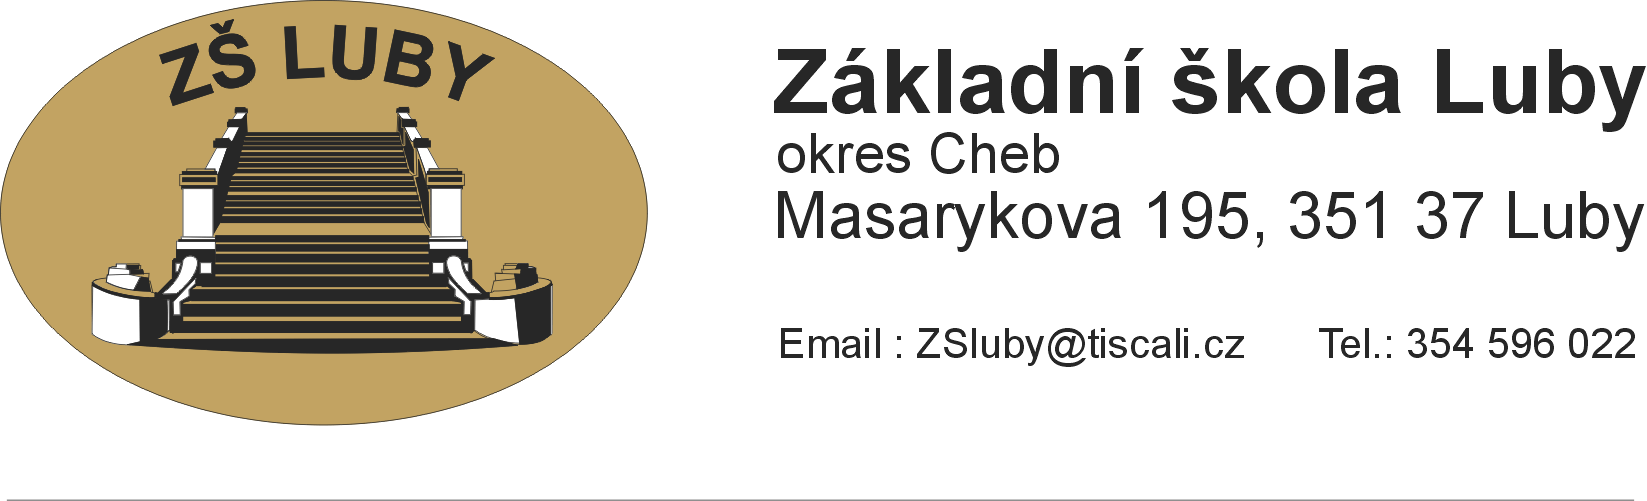 ZŠ LUBY
Základní škola Luby
okres Cheb
Masarykova 195, 351 37 Luby
Email : ZSluby@tiscali.cz Tel.: 354 596 022